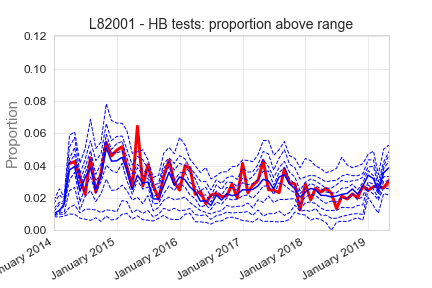 L82001 - HB tests: proportion above range
Proportion
0.12
0.10
0.08
0.06
0.04
0.02
0.00
nuary 2014
January 2015
January 2016
January 2017
January 2018
January 2019